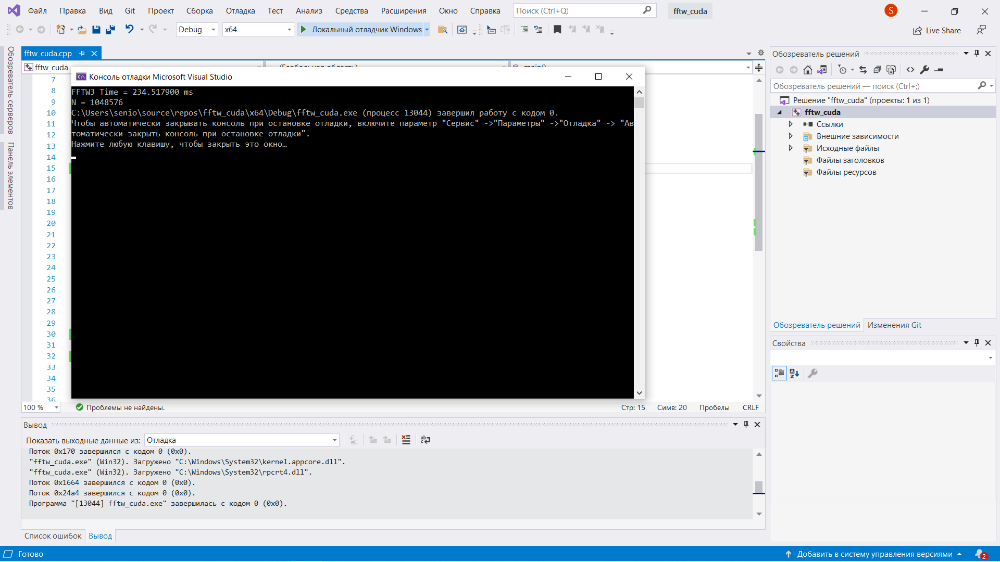 Файл Правка Вид Git Проект Сборка Отладка Тест Анализ Средства Расширения Окно Справка Поиск (Ctrl+Q) fftw_cuda S
Debug x64 Локальный отладчик Windows Live Share
Обозреватель серверов
Панель элементов
fftw_cuda.cpp
fftw_cuda (Глобальная область) main()
Консоль отладки Microsoft Visual Studio
FFTW3 Time = 234.517900 ms
N = 1048576
C:\Users\senio\source\repos\fftw_cuda\x64\Debug\fftw_cuda.exe (процесс 13044) завершил работу с кодом 0.
Чтобы автоматически закрывать консоль при остановке отладки, включите параметр "Сервис" ->"Параметры" ->"Отладка" -> "Ав
томатически закрыть консоль при остановке отладки".
Нажмите любую клавишу, чтобы закрыть это окно…
7
8
9
10
11
12
13
14
15
16
17
18
19
20
21
22
23
24
25
26
27
28
29
30
31
32
33
34
35
36
100 % Проблемы не найдены. Стр: 15 Симв: 20 Пробелы CRLF
Вывод
Показать выходные данные из: Отладка
Поток 0x170 завершился с кодом 0 (0x0).
"fftw_cuda.exe" (Win32). Загружено "C:\Windows\System32\kernel.appcore.dll".
"fftw_cuda.exe" (Win32). Загружено "C:\Windows\System32\rpcrt4.dll".
Поток 0x1664 завершился с кодом 0 (0x0).
Поток 0x24a4 завершился с кодом 0 (0x0).
Программа "[13044] fftw_cuda.exe" завершилась с кодом 0 (0x0).
Список ошибок Вывод
Обозреватель решений
Обозреватель решений — поиск (Ctrl+;)
Решение "fftw_cuda" (проекты: 1 из 1)
fftw_cuda
Ссылки
Внешние зависимости
Исходные файлы
Файлы заголовков
Файлы ресурсов
Обозреватель решений Изменения Git
Свойства
Готово Добавить в систему управления версиями 2